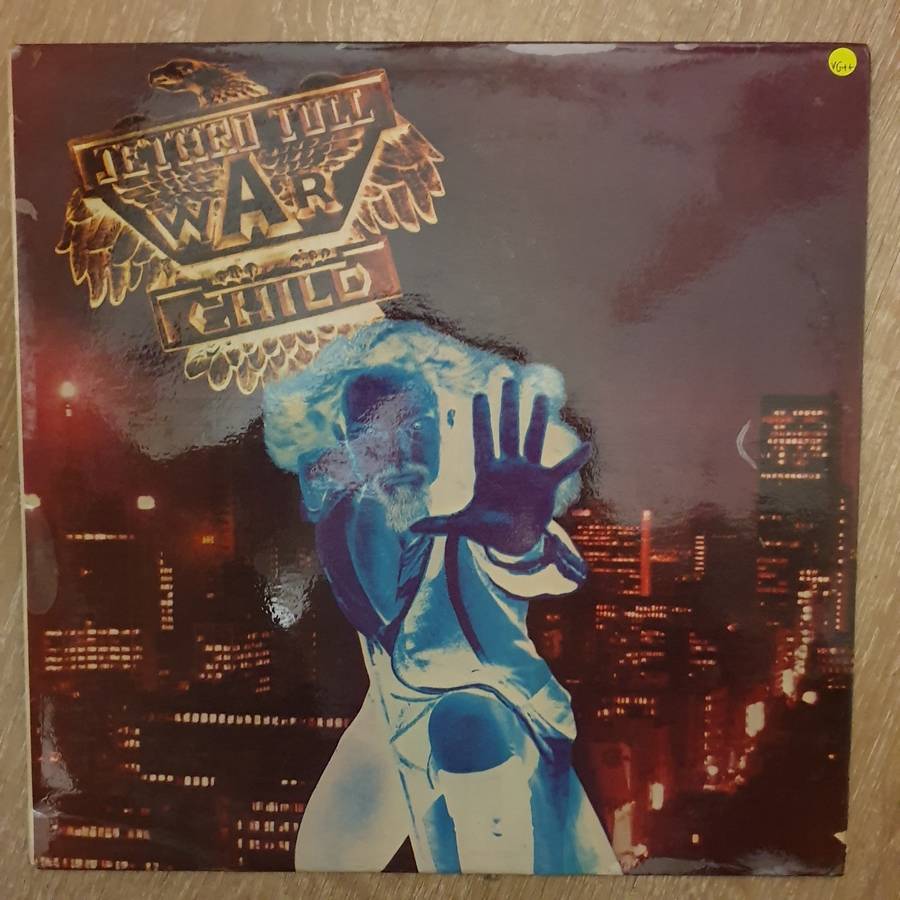 JETHRO TULL
WAR
CHILD
VG++